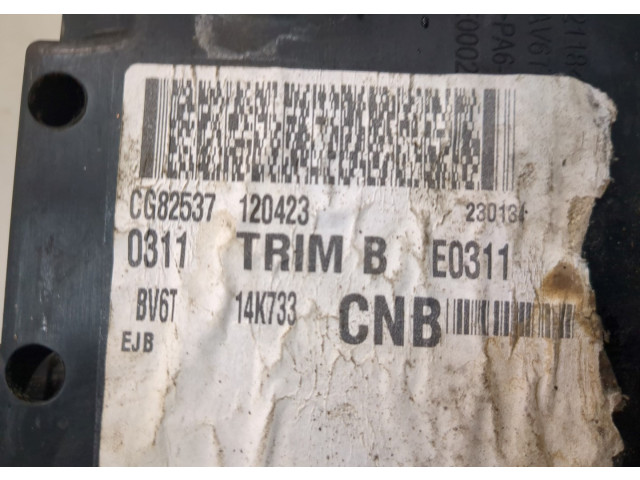 CG82537 120423 230134
0311 TRIM B E0311
BV6T 14K733 CNB
EJB